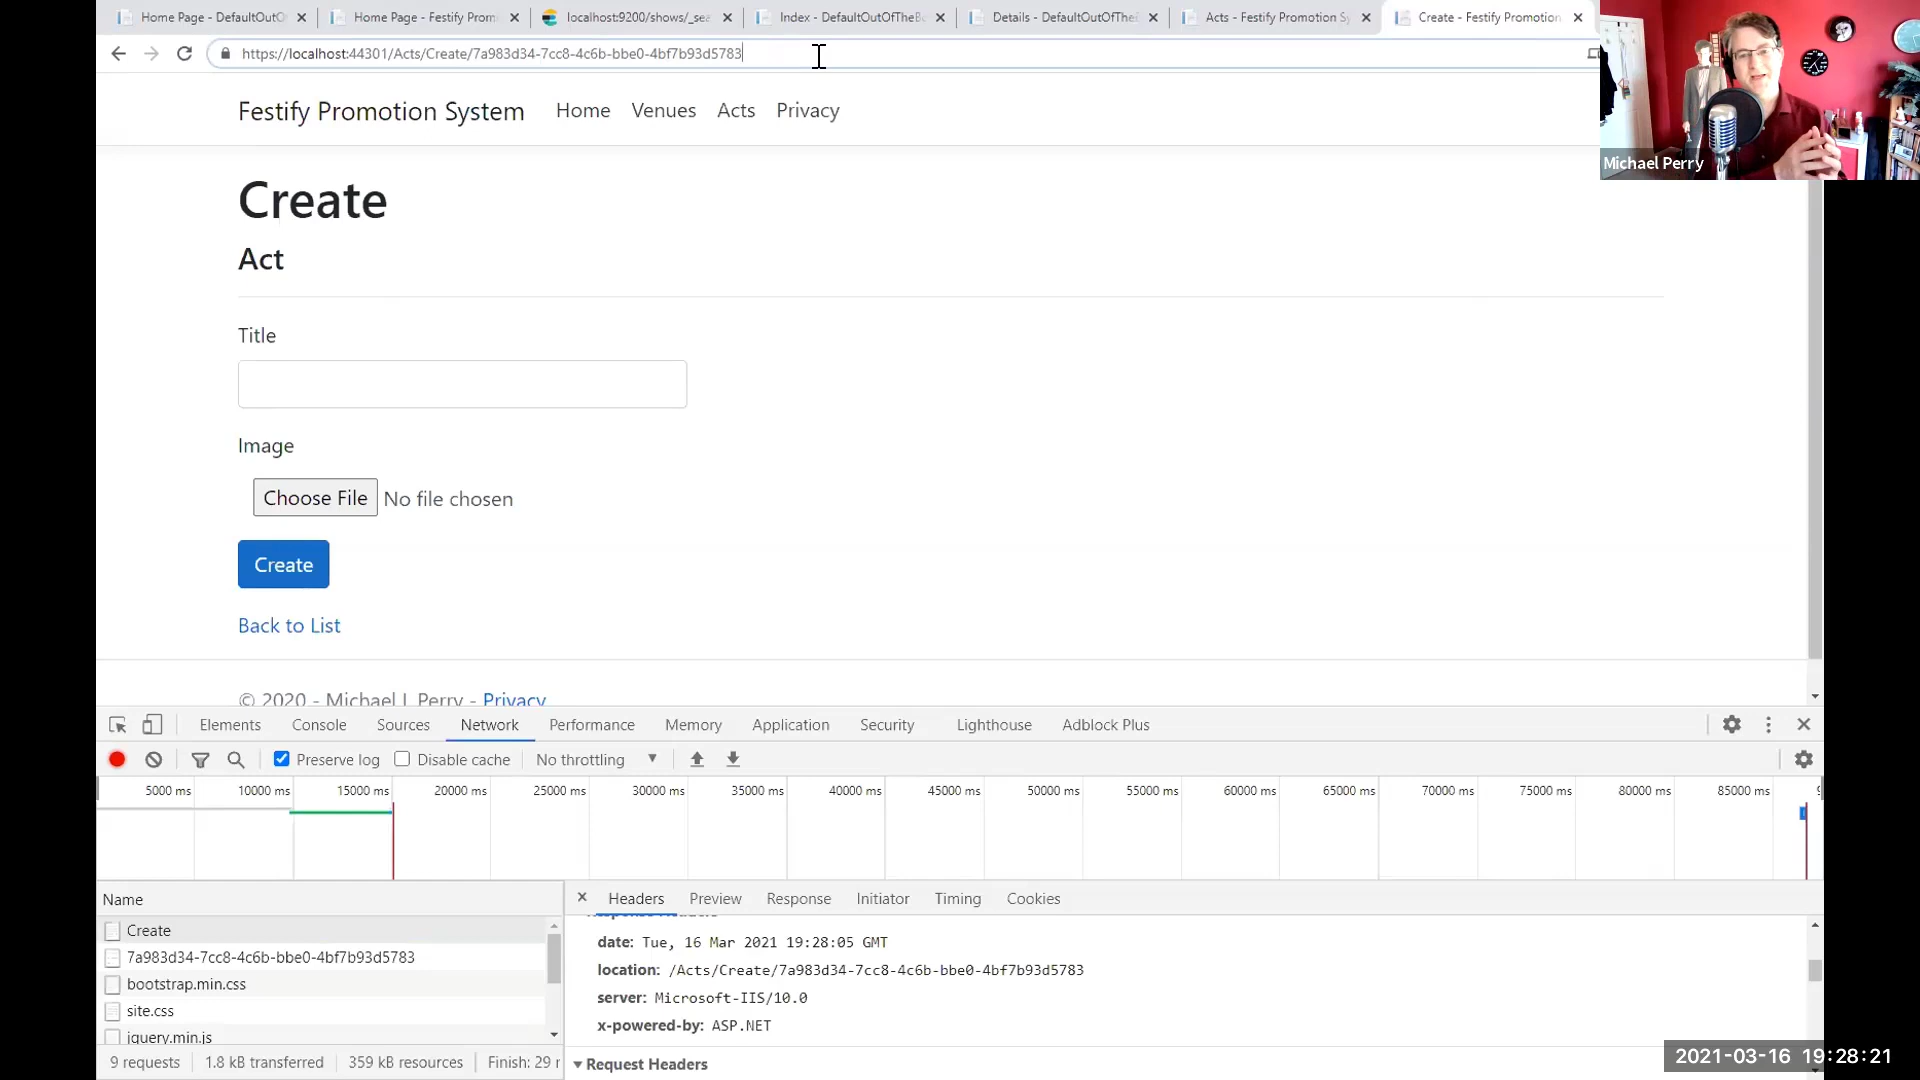 Home Page - DefaultOutO
Home Page - Festify Prom
localhost:9200/shows/_sea
Index - DefaultOutOfTheB
Details - DefaultOutOfThe
Acts - Festify Promotion Sy
Create - Festify Promotion
https://localhost:44301/Acts/Create/7a983d34-7cc8-4c6b-bbe0-4bf7b93d5783
Festify Promotion System
Home
Venues
Acts
Privacy
Michael Perry
Create
Act
Title
Image
Choose File No file chosen
Create
Back to List
© 2020 - Michael L Perry - Privacy
Elements
Console
Sources
Network
Performance
Memory
Application
Security
Lighthouse
Adblock Plus
Preserve log
Disable cache
No throttling
5000 ms
10000 ms
15000 ms
20000 ms
25000 ms
30000 ms
35000 ms
40000 ms
45000 ms
50000 ms
55000 ms
60000 ms
65000 ms
70000 ms
75000 ms
80000 ms
85000 ms
Name
Headers
Preview
Response
Initiator
Timing
Cookies
Create
7a983d34-7cc8-4c6b-bbe0-4bf7b93d5783
bootstrap.min.css
site.css
jquery.min.js
date: Tue, 16 Mar 2021 19:28:05 GMT
location: /Acts/Create/7a983d34-7cc8-4c6b-bbe0-4bf7b93d5783
server: Microsoft-IIS/10.0
x-powered-by: ASP.NET
Request Headers
9 requests
1.8 kB transferred
359 kB resources
Finish: 29
2021-03-16 19:28:21